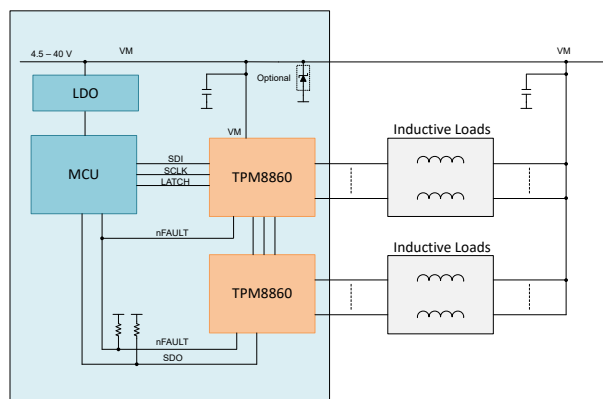 4.5 – 40 V
VM
VM
LDO
Optional
VM
Inductive Loads
MCU
SDI
SCLK
LATCH
TPM8860
nFAULT
Inductive Loads
TPM8860
nFAULT
SDO